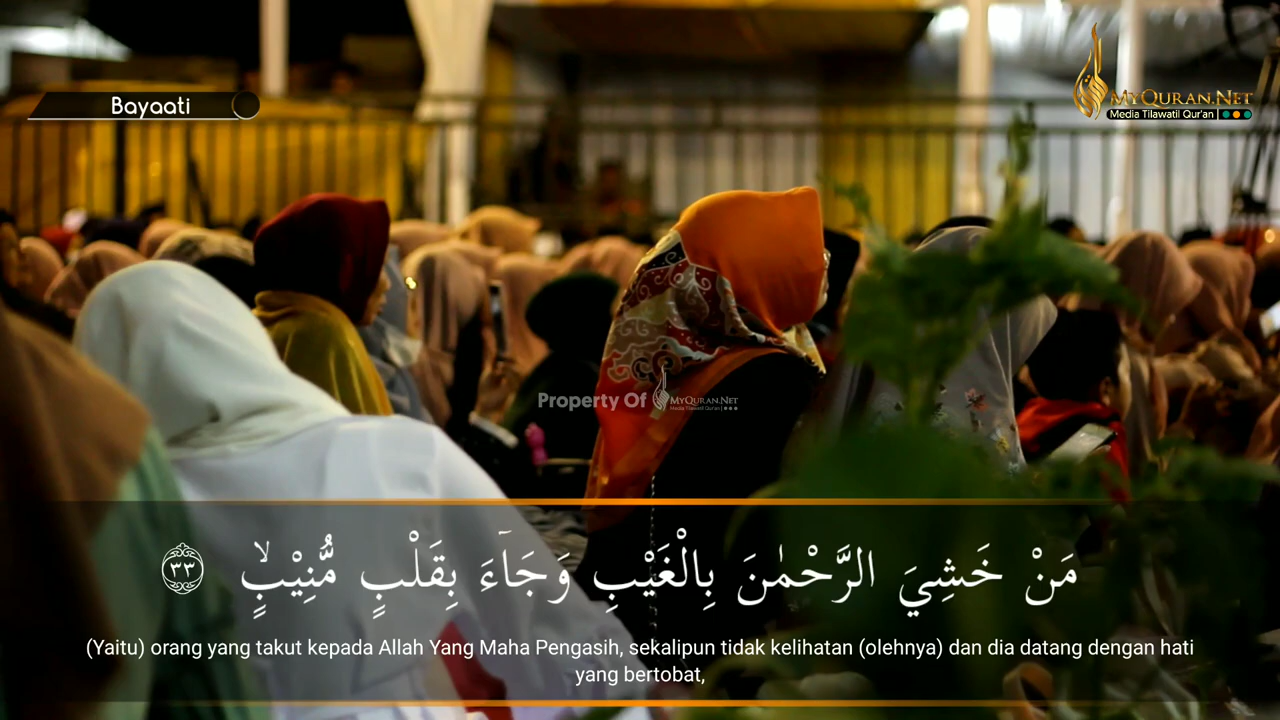 Bayaati
MYQURAN.NET
Media Tilawatil Qur'an
Property Of MYQURAN.NET
Media Tilawatil Qur'an
مَنْ خَشِيَ الرَّحْمٰنَ بِالْغَيْبِ وَجَاۤءَ بِقَلْبٍ مُّنِيْبٍۙ ٣٣
(Yaitu) orang yang takut kepada Allah Yang Maha Pengasih, sekalipun tidak kelihatan (olehnya) dan dia datang dengan hati
yang bertobat,